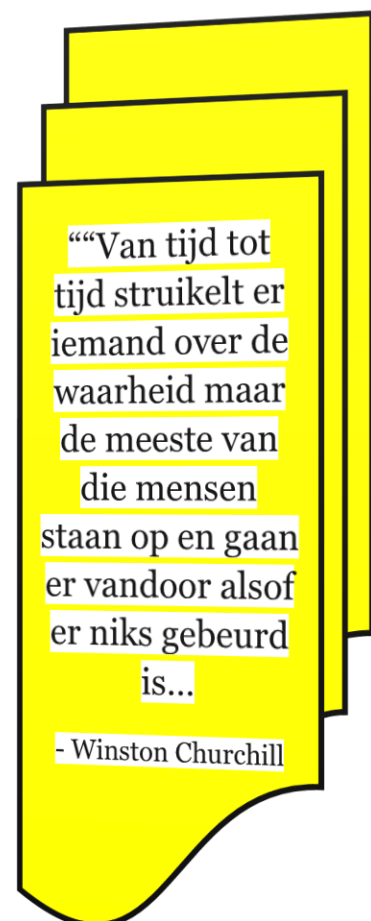 ““Van tijd tot
tijd struikelt er
iemand over de
waarheid maar
de meeste van
die mensen
staan op en gaan
er vandoor alsof
er niks gebeurd
is...
- Winston Churchill